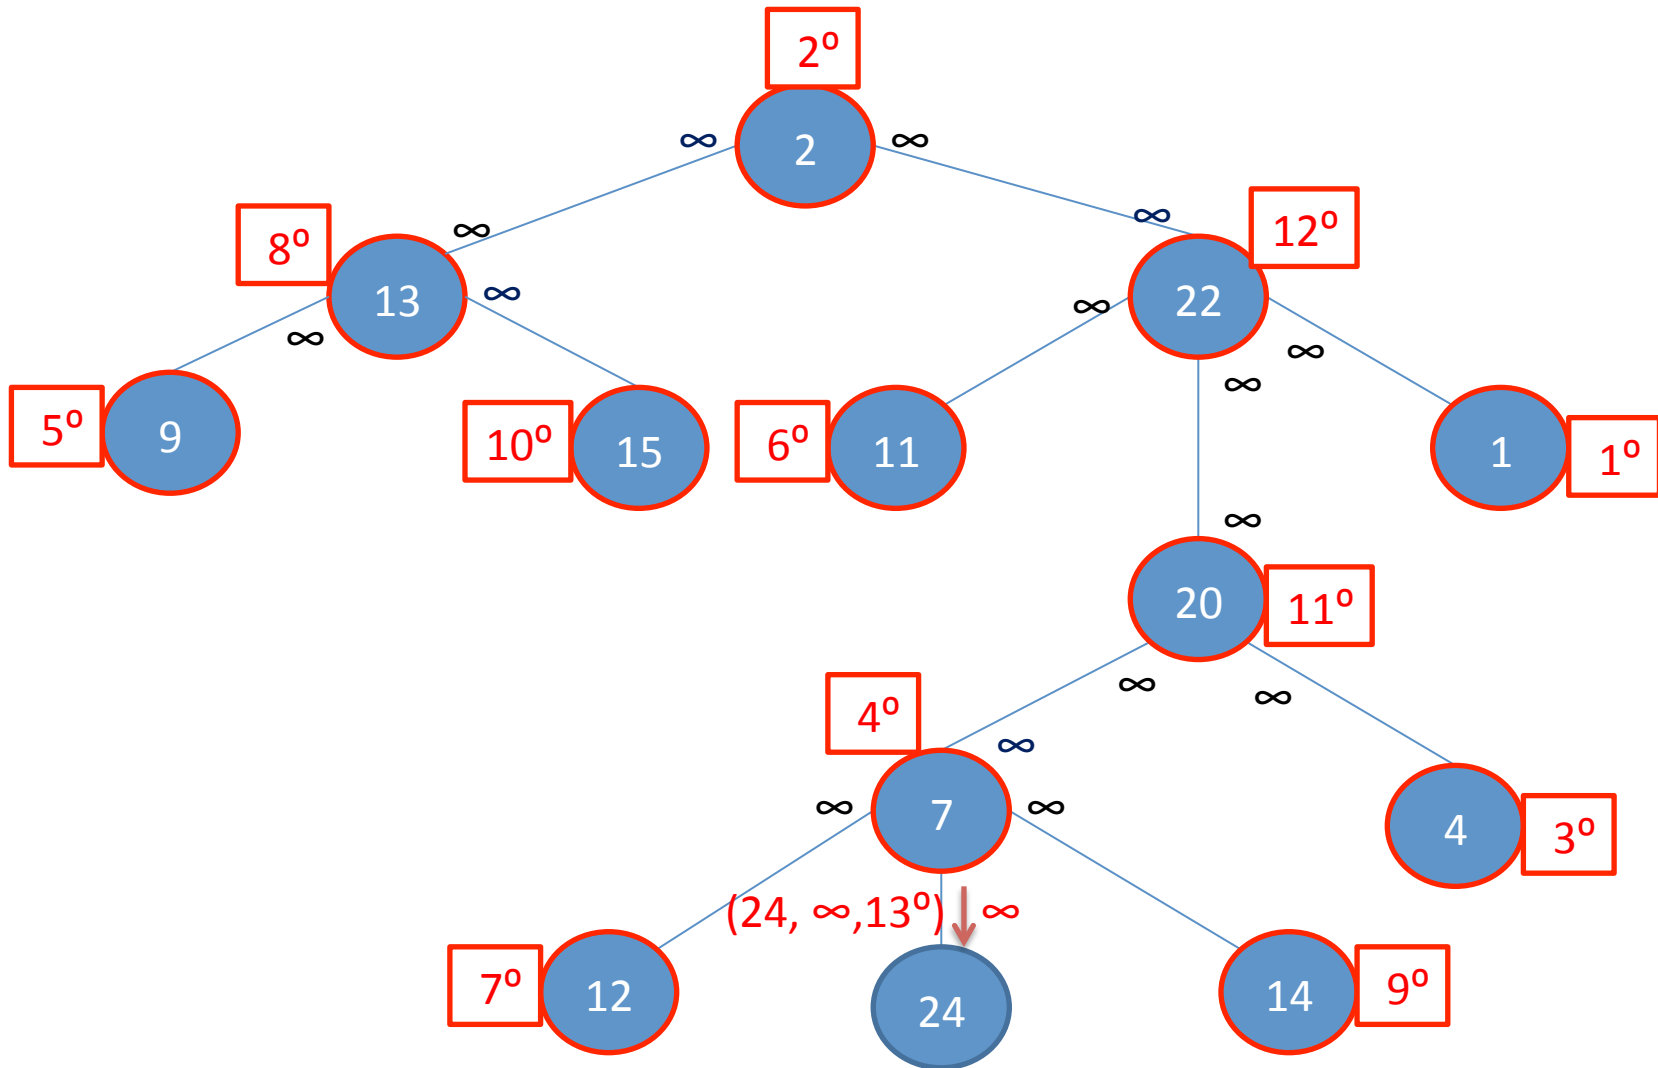 2º
∞ 2 ∞
8º ∞ ∞ 12º
13 ∞ ∞ 22
∞ ∞
∞
5º 9 10º 15 6º 11 1 1º
∞
20 11º
∞ ∞
4º ∞
∞ 7 ∞
4 3º
(24, ∞,13º) ∞
7º 12 24 14 9º